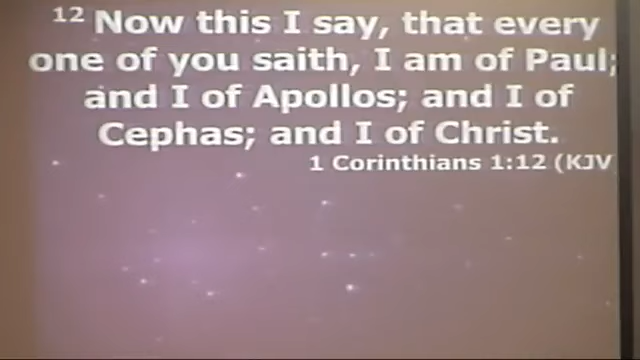 12 Now this I say, that every
one of you saith, I am of Paul;
and I of Apollos; and I of
Cephas; and I of Christ.
1 Corinthians 1:12 (KJV